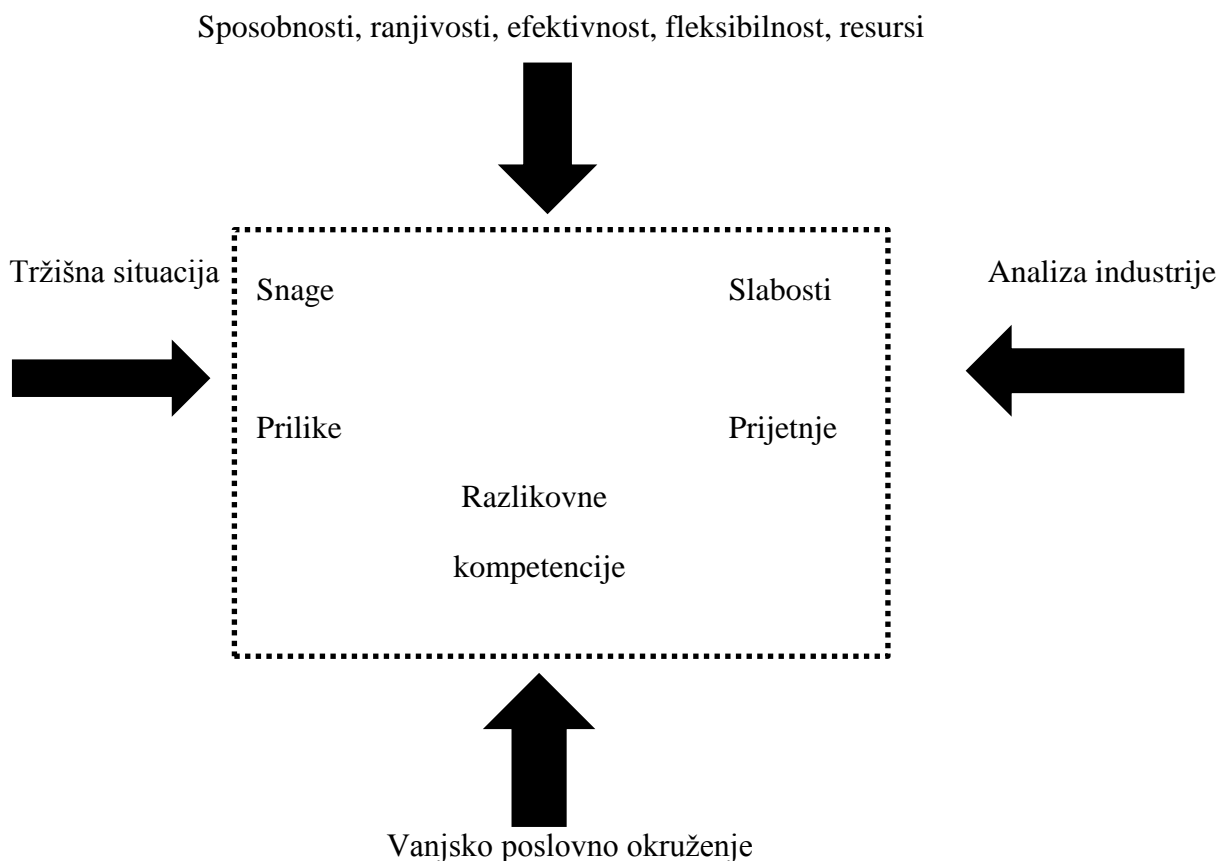 Sposobnosti, ranjivosti, efektivnost, fleksibilnost, resursi
Tržišna situacija
Snage
Slabosti
Analiza industrije
Prilike
Prijetnje
Razlikovne
kompetencije
Vanjsko poslovno okruženje